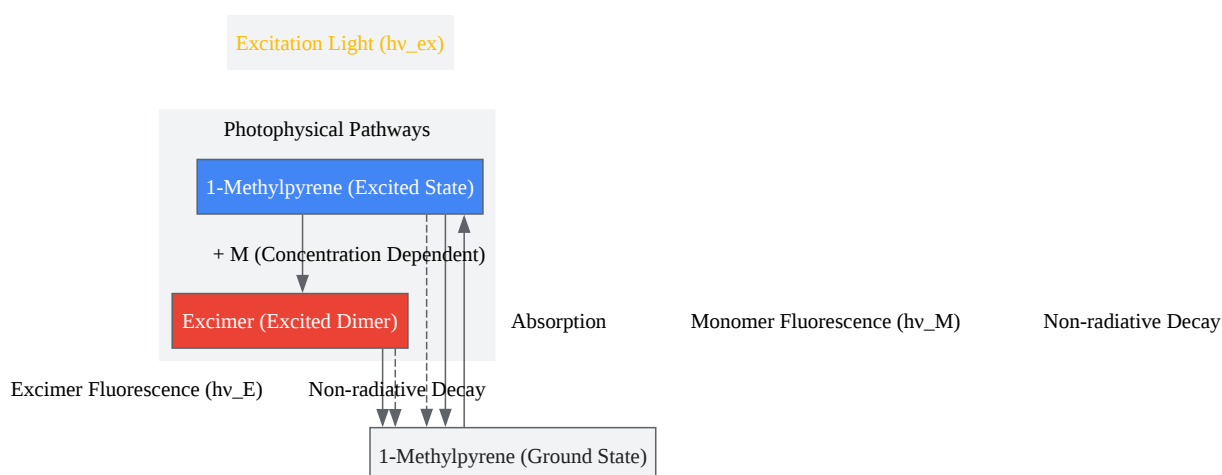 Excitation Light (hν_ex)
Photophysical Pathways
1-Methylpyrene (Excited State)
+ M (Concentration Dependent)
Excimer (Excited Dimer)
Absorption
Monomer Fluorescence (hν_M)
Non-radiative Decay
Excimer Fluorescence (hν_E)
Non-radiative Decay
1-Methylpyrene (Ground State)